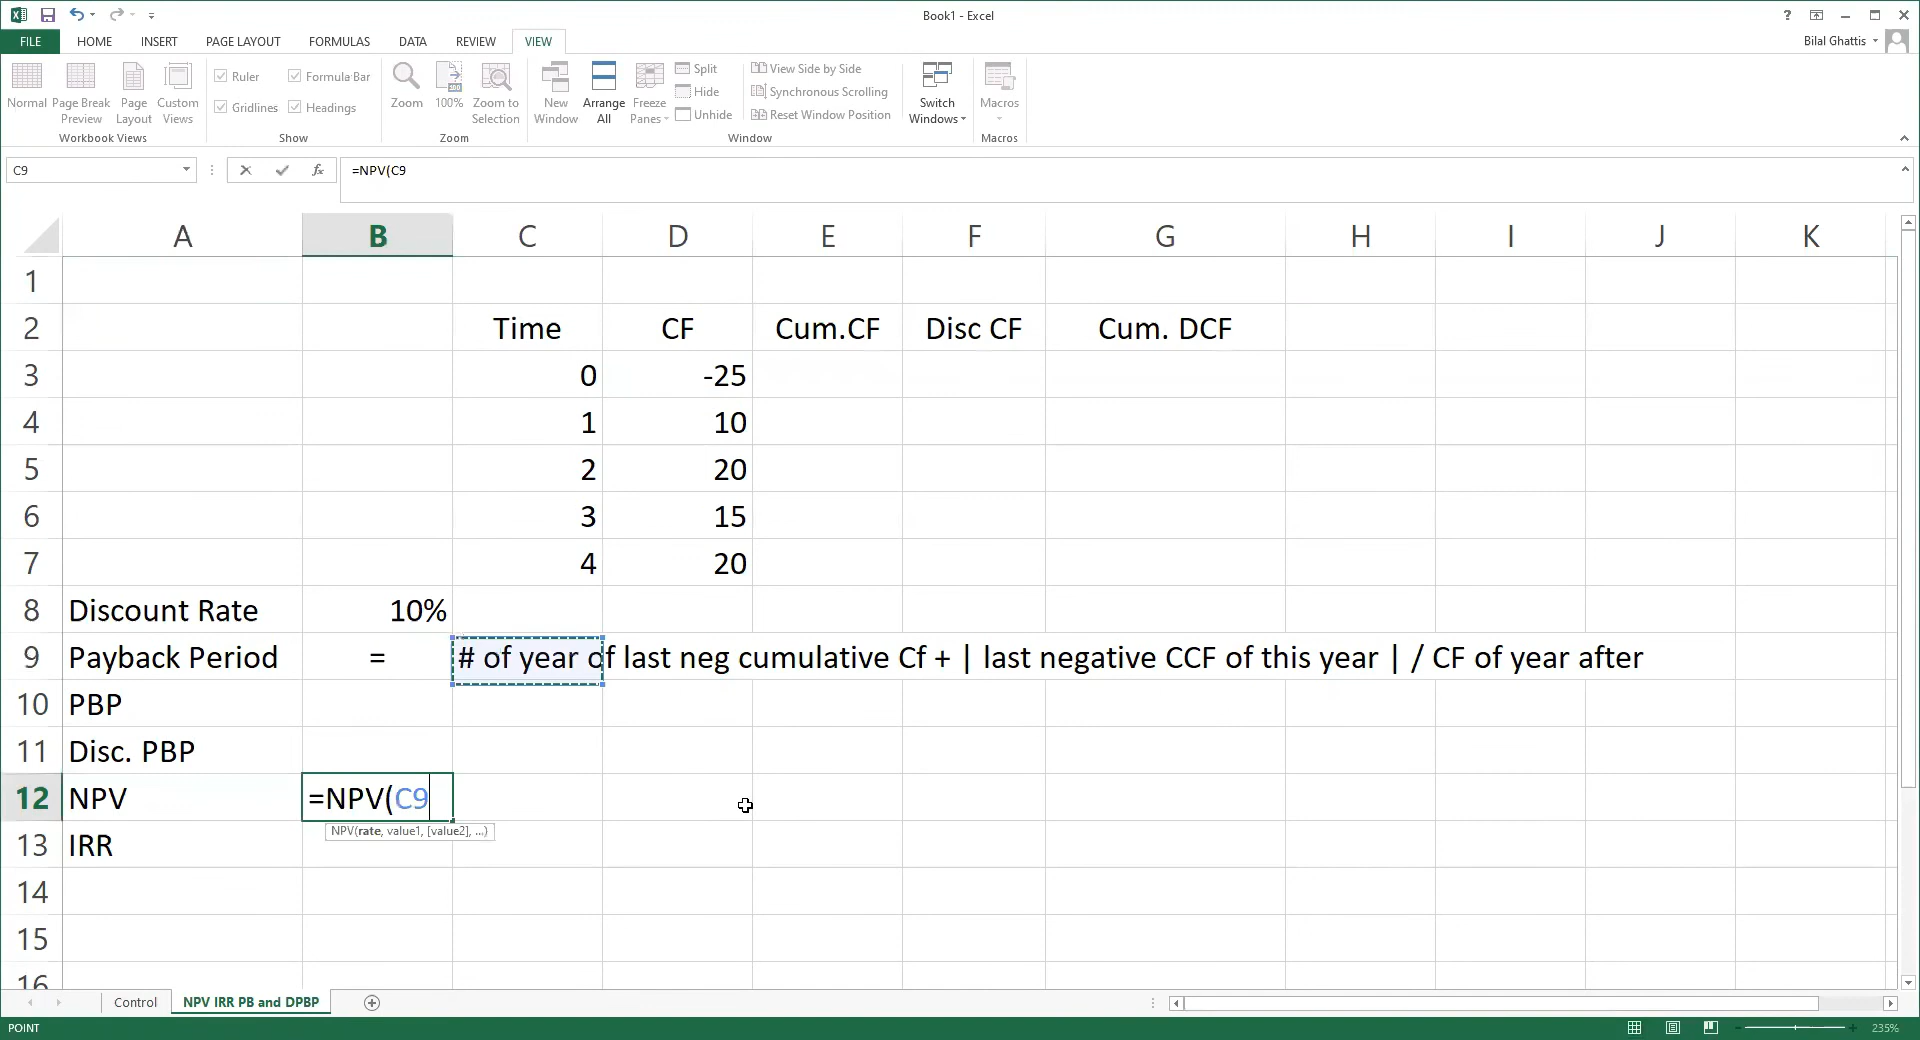 Book1 - Excel
?
FILE HOME INSERT PAGE LAYOUT FORMULAS DATA REVIEW VIEW Bilal Ghattis
Normal Page Break Preview Page Layout Custom Views
Workbook Views
Ruler Formula Bar
Gridlines Headings
Show
Zoom 100% Zoom to Selection
Zoom
New Window Arrange All Freeze Panes
Split
Hide
Unhide
View Side by Side
Synchronous Scrolling
Reset Window Position
Window
Switch Windows
Macros
Macros
C9 fx =NPV(C9
A B C D E F G H I J K
1
2 Time CF Cum.CF Disc CF Cum. DCF
3 0 -25
4 1 10
5 2 20
6 3 15
7 4 20
8 Discount Rate 10%
9 Payback Period = # of year of last neg cumulative Cf + | last negative CCF of this year | / CF of year after
10 PBP
11 Disc. PBP
12 NPV =NPV(C9
NPV(rate, value1, [value2], ...)
13 IRR
14
15
16
Control NPV IRR PB and DPBP
POINT 235%